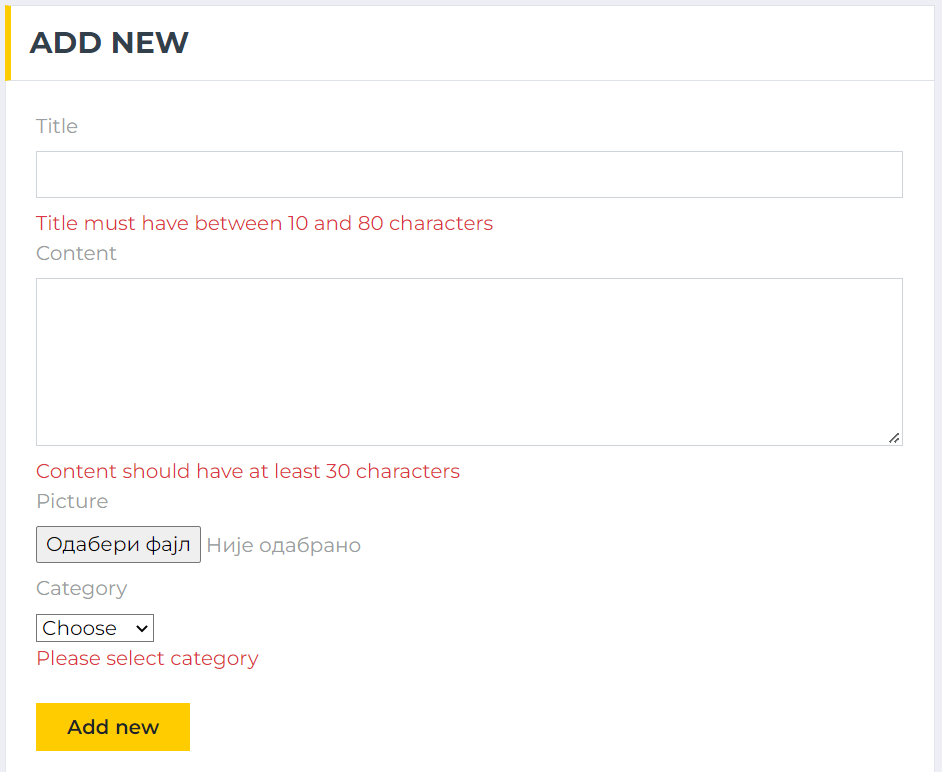 ADD NEW
Title
Title must have between 10 and 80 characters
Content
Content should have at least 30 characters
Picture
Одабери фајл Није одабрано
Category
Choose
Please select category
Add new